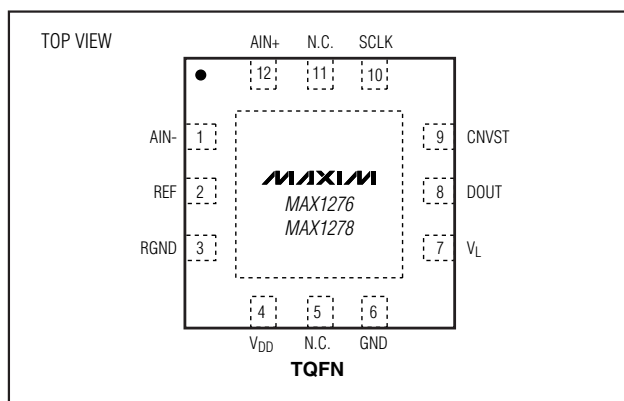 TOP VIEW
AIN+ N.C. SCLK
12 11 10
AIN- 1 9 CNVST
MAXIM
REF 2 MAX1276 8 DOUT
MAX1278
RGND 3 7 VL
4 5 6
VDD N.C. GND
TQFN